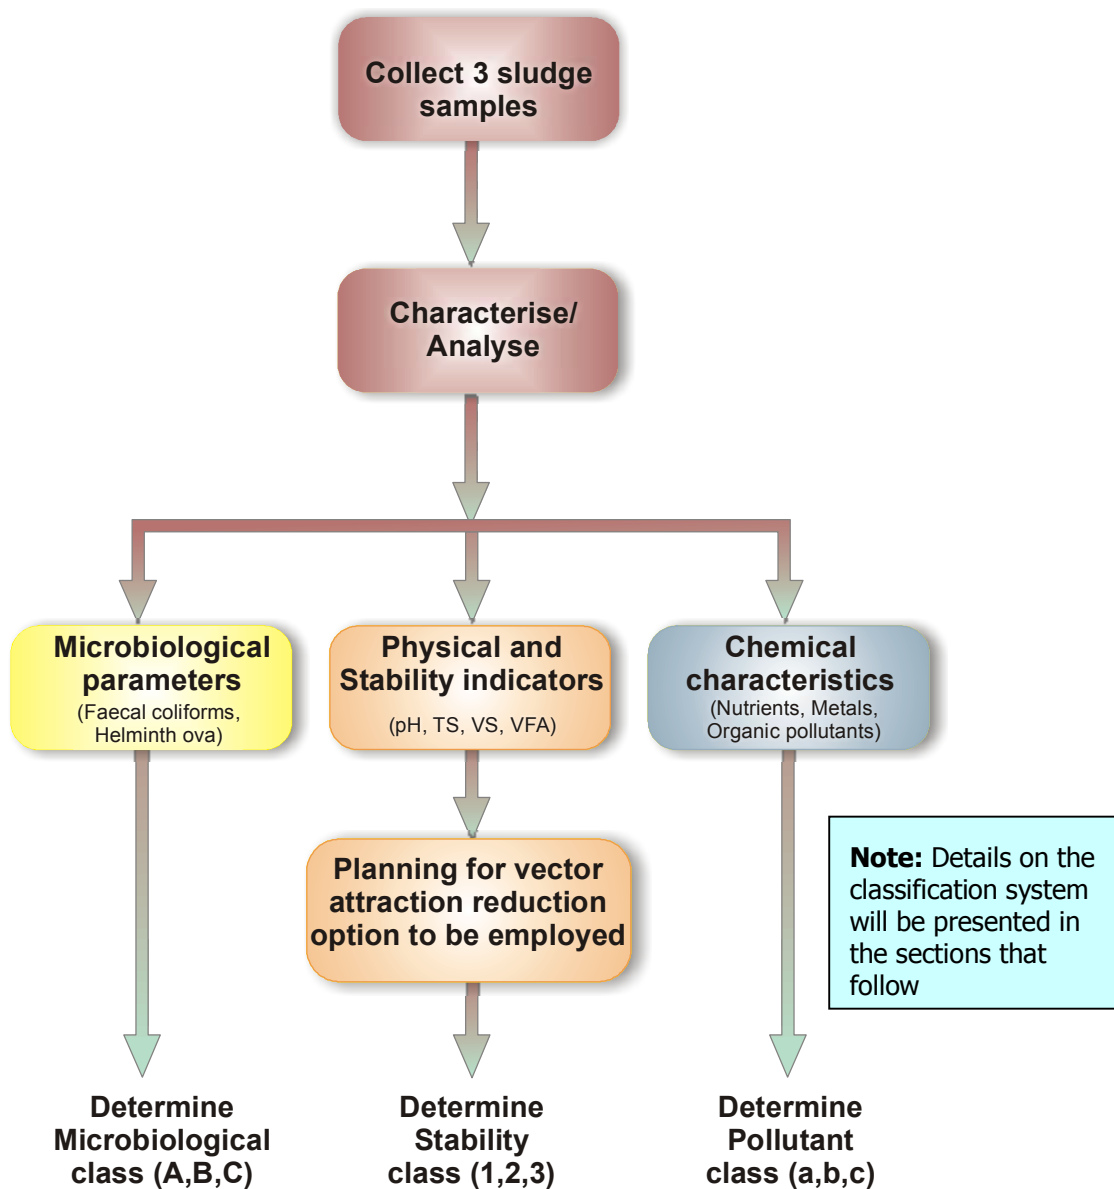 Collect 3 sludge
samples
Characterise/
Analyse
Microbiological
parameters
(Faecal coliforms,
Helminth ova)
Physical and
Stability indicators
(pH, TS, VS, VFA)
Chemical
characteristics
(Nutrients, Metals,
Organic pollutants)
Planning for vector
attraction reduction
option to be employed
Note: Details on the
classification system
will be presented in
the sections that
follow
Determine
Microbiological
class (A,B,C)
Determine
Stability
class (1,2,3)
Determine
Pollutant
class (a,b,c)